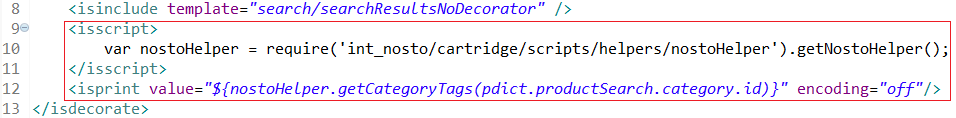 8 <isinclude template="search/searchResultsNoDecorator" />
9 <isscript>
10 var nostoHelper = require('int_nosto/cartridge/scripts/helpers/nostoHelper').getNostoHelper();
11 </isscript>
12 <isprint value="${nostoHelper.getCategoryTags(pdict.productSearch.category.id)}" encoding="off"/>
13 </isdecorate>